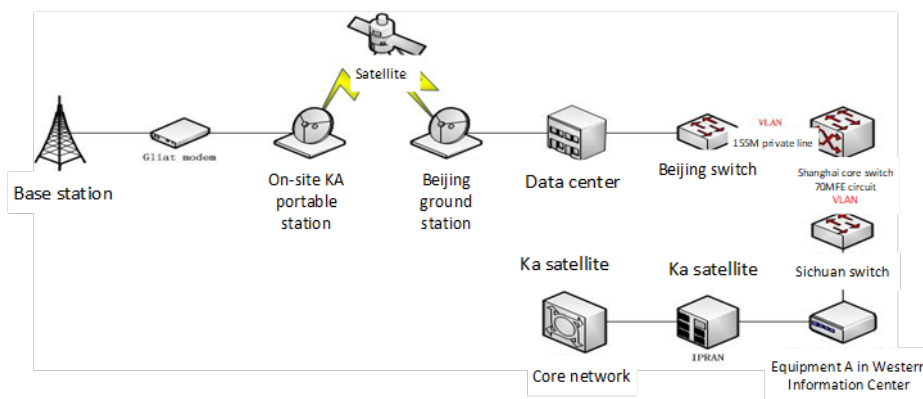 Satellite
VLAN
155M private line
Gliat modem
Base station
On-site KA
portable
station
Beijing
ground
station
Data center
Beijing switch
Shanghai core switch
70MFE circuit
VLAN
Sichuan switch
Ka satellite
Ka satellite
IPRAN
Core network
Equipment A in Western
Information Center